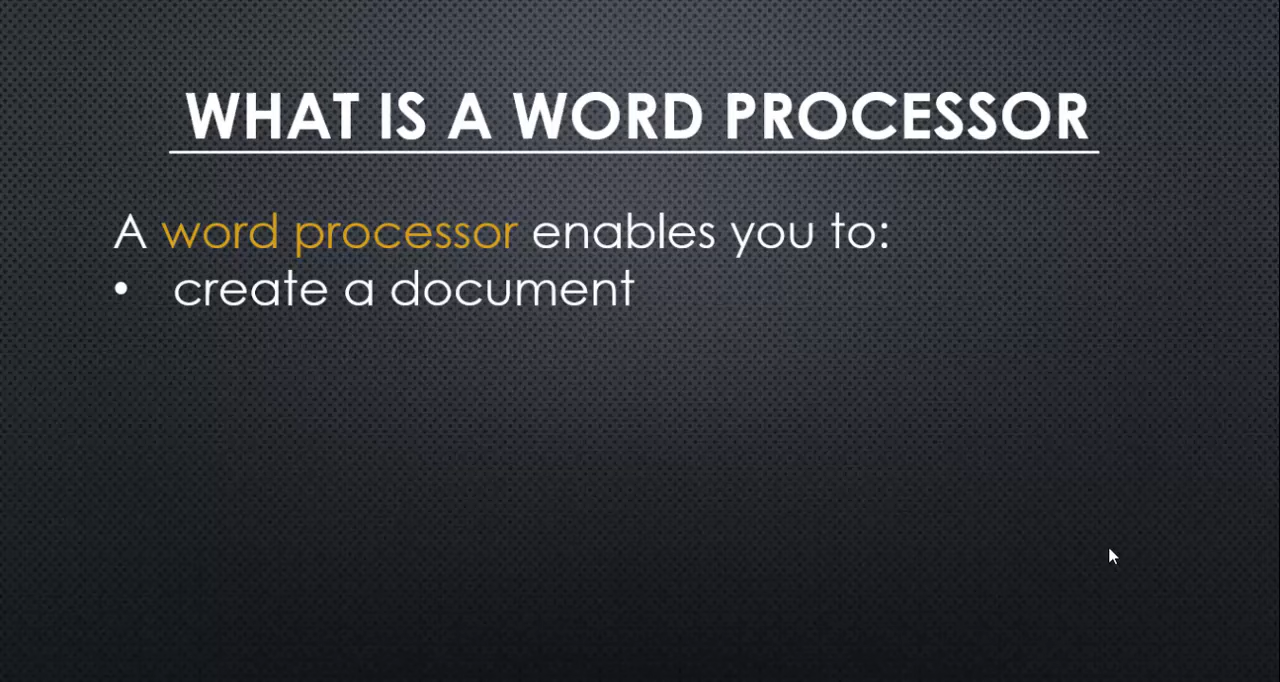 WHAT IS A WORD PROCESSOR
A word processor enables you to:
• create a document